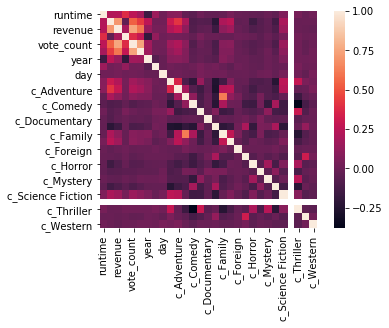 runtime
revenue
vote_count
year
day
c_Adventure
c_Comedy
c_Documentary
c_Family
c_Foreign
c_Horror
c_Mystery
c_Science Fiction
c_Thriller
c_Western
runtime
revenue
vote_count
year
day
c_Adventure
c_Comedy
c_Documentary
c_Family
c_Foreign
c_Horror
c_Mystery
c_Science Fiction
c_Thriller
c_Western
1.00
0.75
0.50
0.25
0.00
−0.25